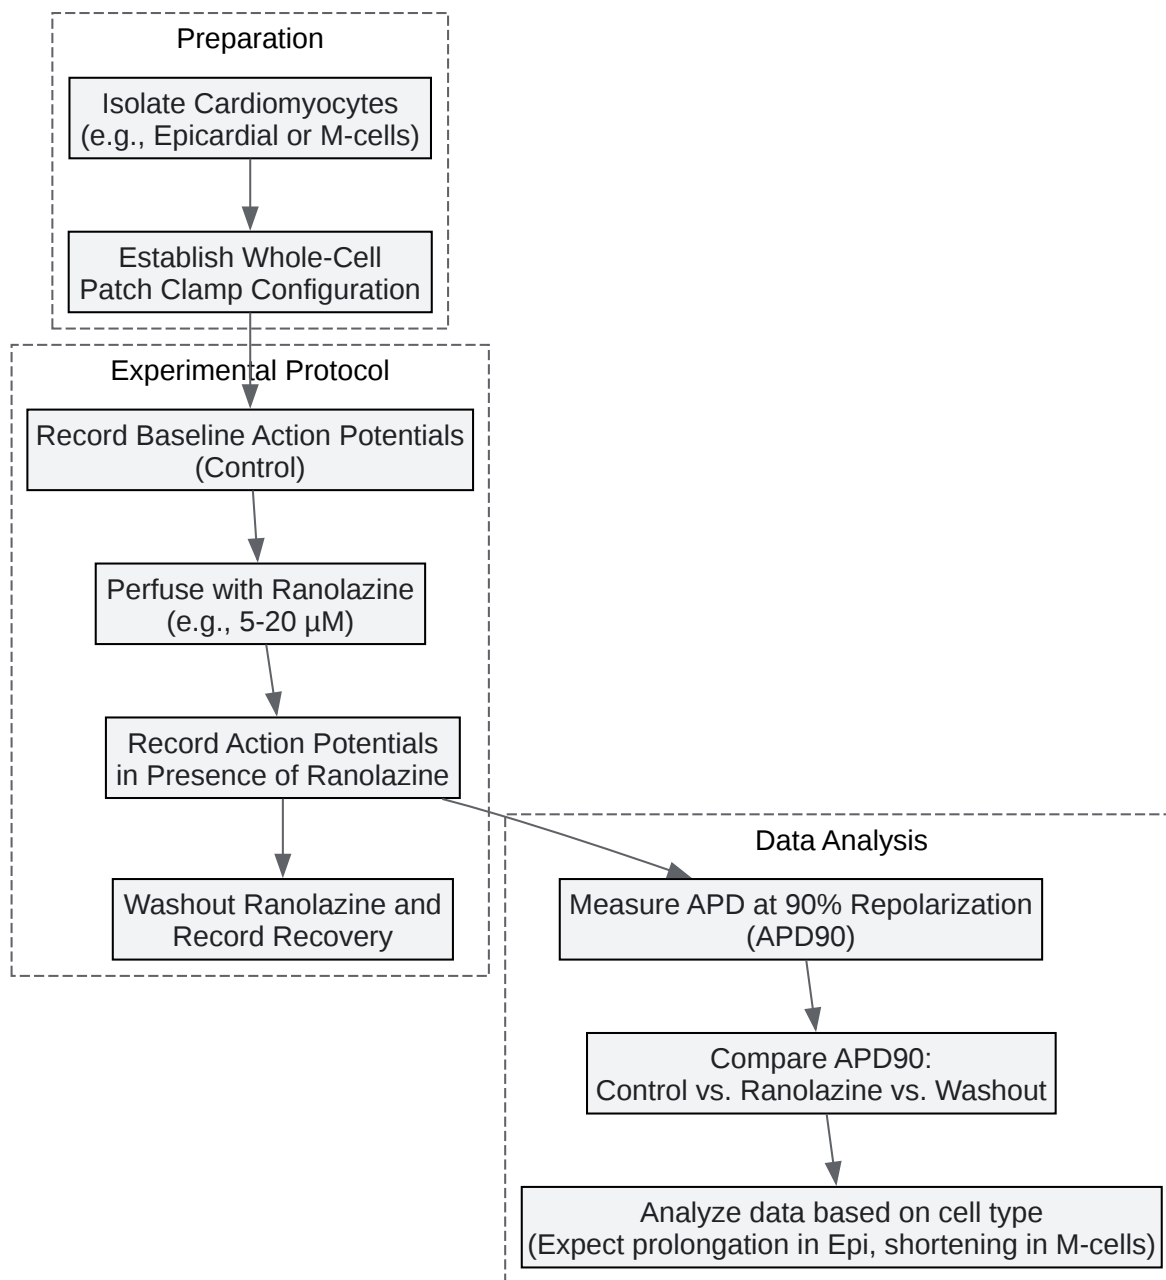 Preparation
Isolate Cardiomyocytes
(e.g., Epicardial or M-cells)
Establish Whole-Cell
Patch Clamp Configuration
Experimental Protocol
Record Baseline Action Potentials
(Control)
Perfuse with Ranolazine
(e.g., 5-20 µM)
Record Action Potentials
in Presence of Ranolazine
Washout Ranolazine and
Record Recovery
Data Analysis
Measure APD at 90% Repolarization
(APD90)
Compare APD90:
Control vs. Ranolazine vs. Washout
Analyze data based on cell type
(Expect prolongation in Epi, shortening in M-cells)